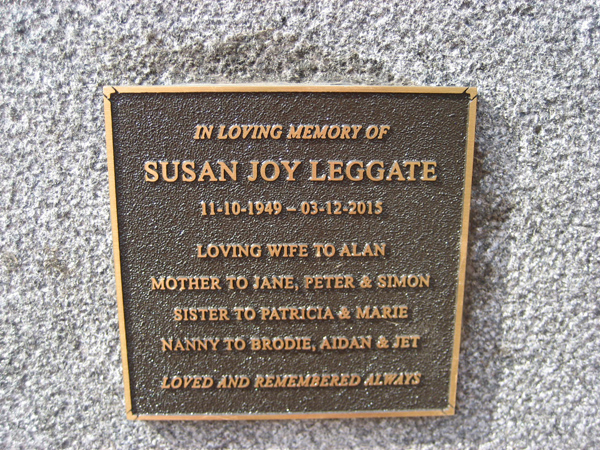 IN LOVING MEMORY OF
SUSAN JOY LEGGATE
11-10-1949 – 03-12-2015
LOVING WIFE TO ALAN
MOTHER TO JANE, PETER & SIMON
SISTER TO PATRICIA & MARIE
NANNY TO BRODIE, AIDAN & JET
LOVED AND REMEMBERED ALWAYS